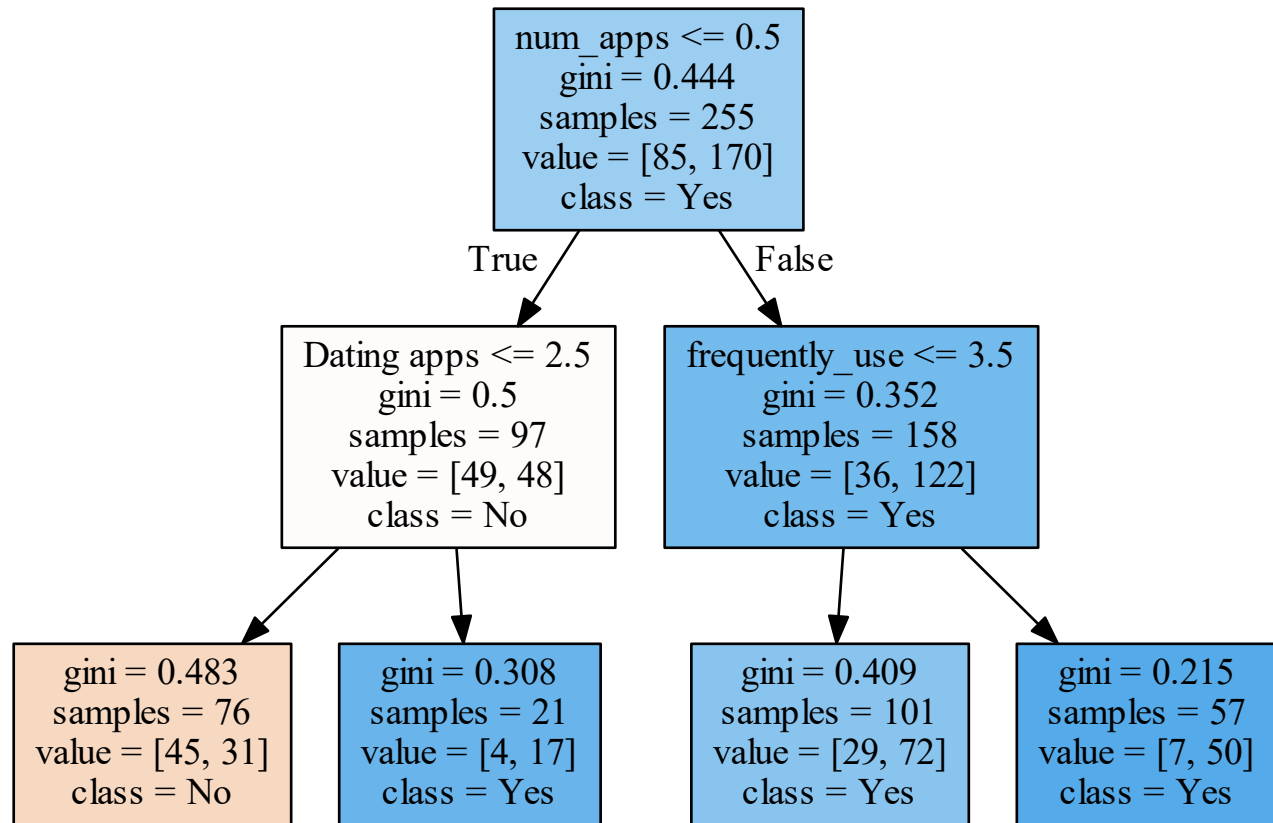 num_apps <= 0.5
gini = 0.444
samples = 255
value = [85, 170]
class = Yes
True
False
Dating apps <= 2.5
gini = 0.5
samples = 97
value = [49, 48]
class = No
frequently_use <= 3.5
gini = 0.352
samples = 158
value = [36, 122]
class = Yes
gini = 0.483
samples = 76
value = [45, 31]
class = No
gini = 0.308
samples = 21
value = [4, 17]
class = Yes
gini = 0.409
samples = 101
value = [29, 72]
class = Yes
gini = 0.215
samples = 57
value = [7, 50]
class = Yes